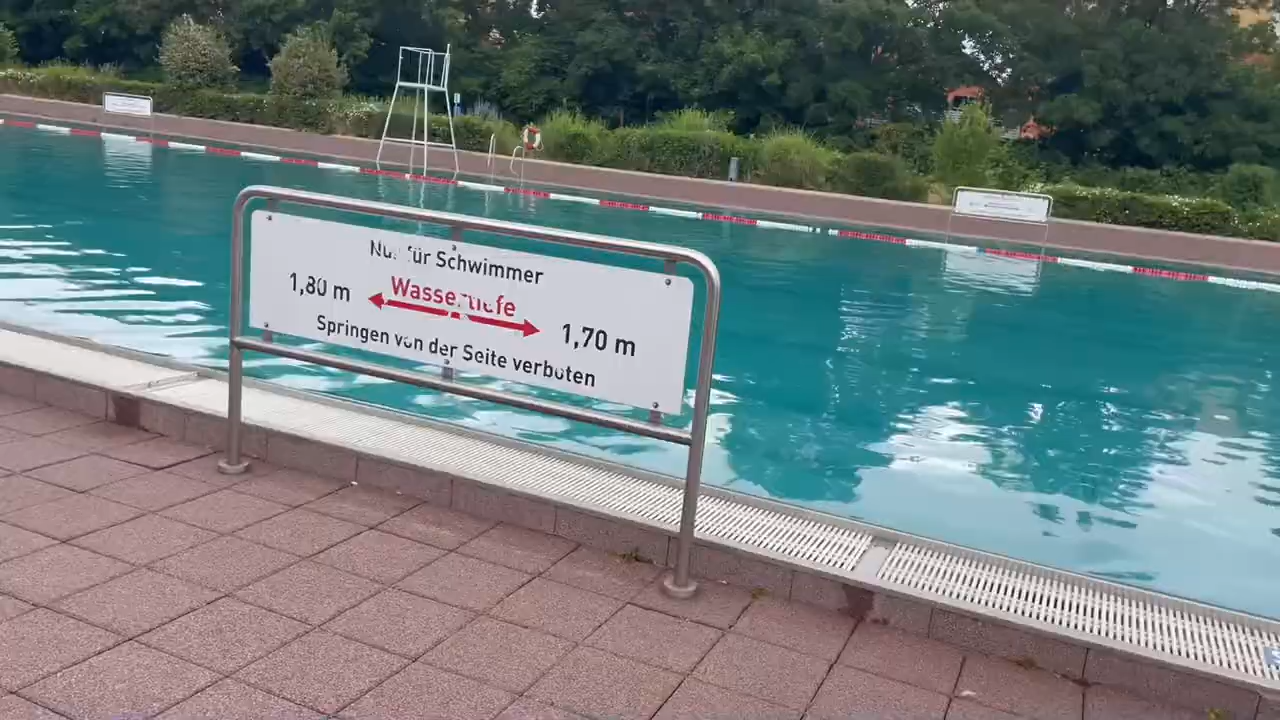 Nur für Schwimmer
1,80 m Wassertiefe 1,70 m
Springen von der Seite verboten